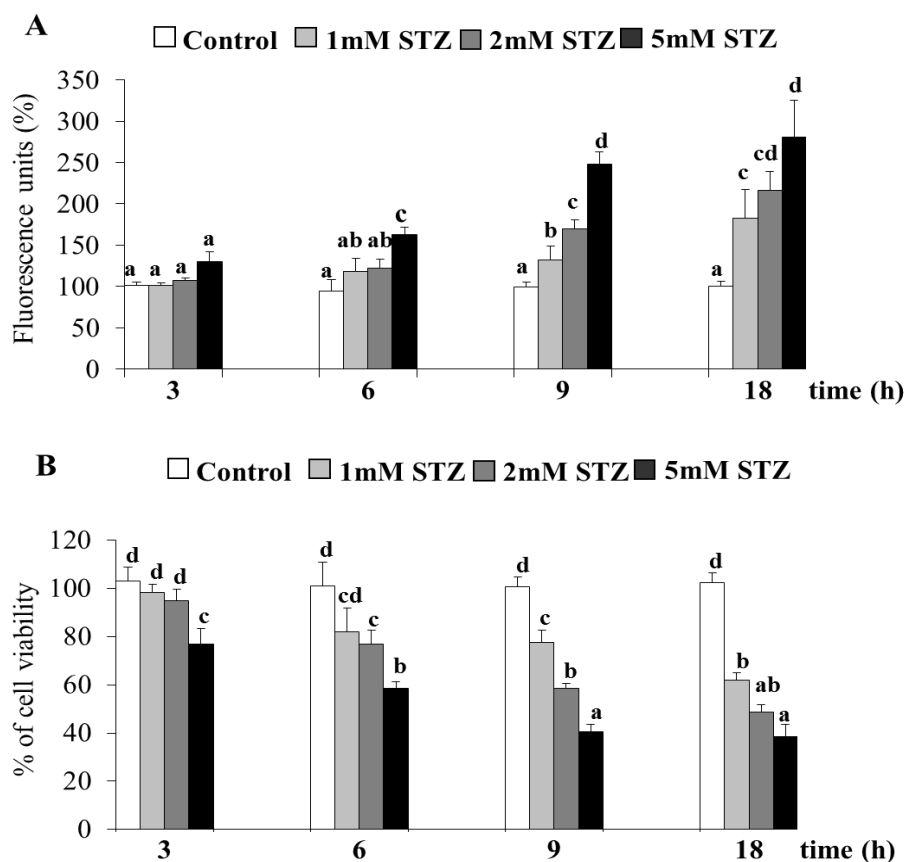 A
Control 1mM STZ 2mM STZ 5mM STZ
Fluorescence units (%)
350
300
250
200
150
100
50
0
a a a a
a ab ab c
a b c d
a c cd d
3 6 9 18 time (h)
B
Control 1mM STZ 2mM STZ 5mM STZ
% of cell viability
120
100
80
60
40
20
0
d d d c
d cd c b
d c b a
d b ab a
3 6 9 18 time (h)